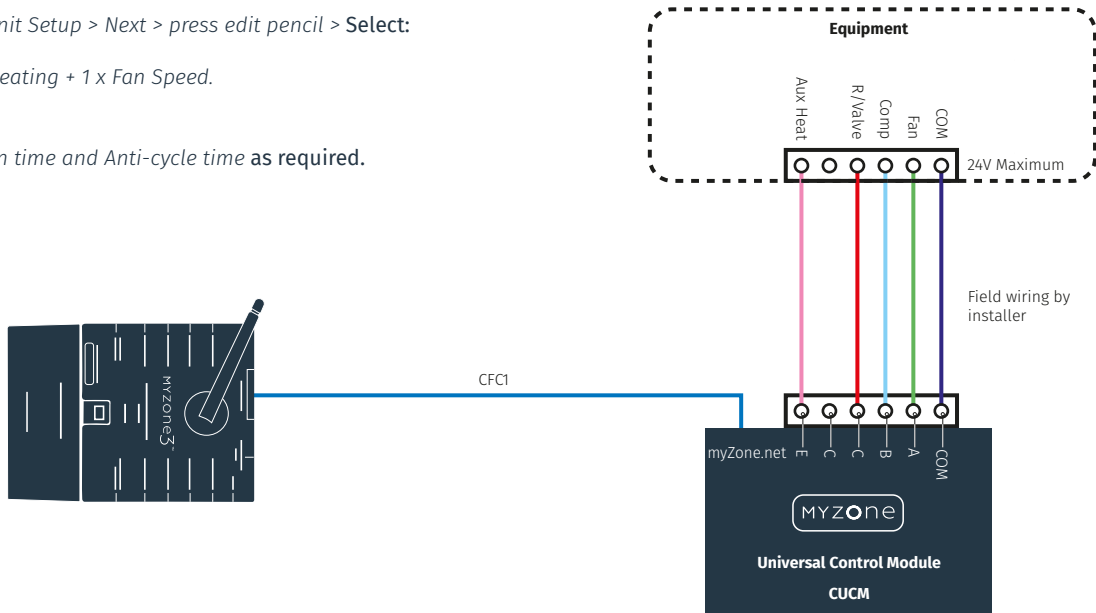 nit Setup > Next > press edit pencil > Select:
eating + 1 x Fan Speed.
n time and Anti-cycle time as required.
Equipment
Aux Heat
R/Valve
Comp
Fan
COM
24V Maximum
Field wiring by
installer
CFC1
MYZONE3
myZone.net
E
C
C
B
A
COM
MYZONE
Universal Control Module
CUCM